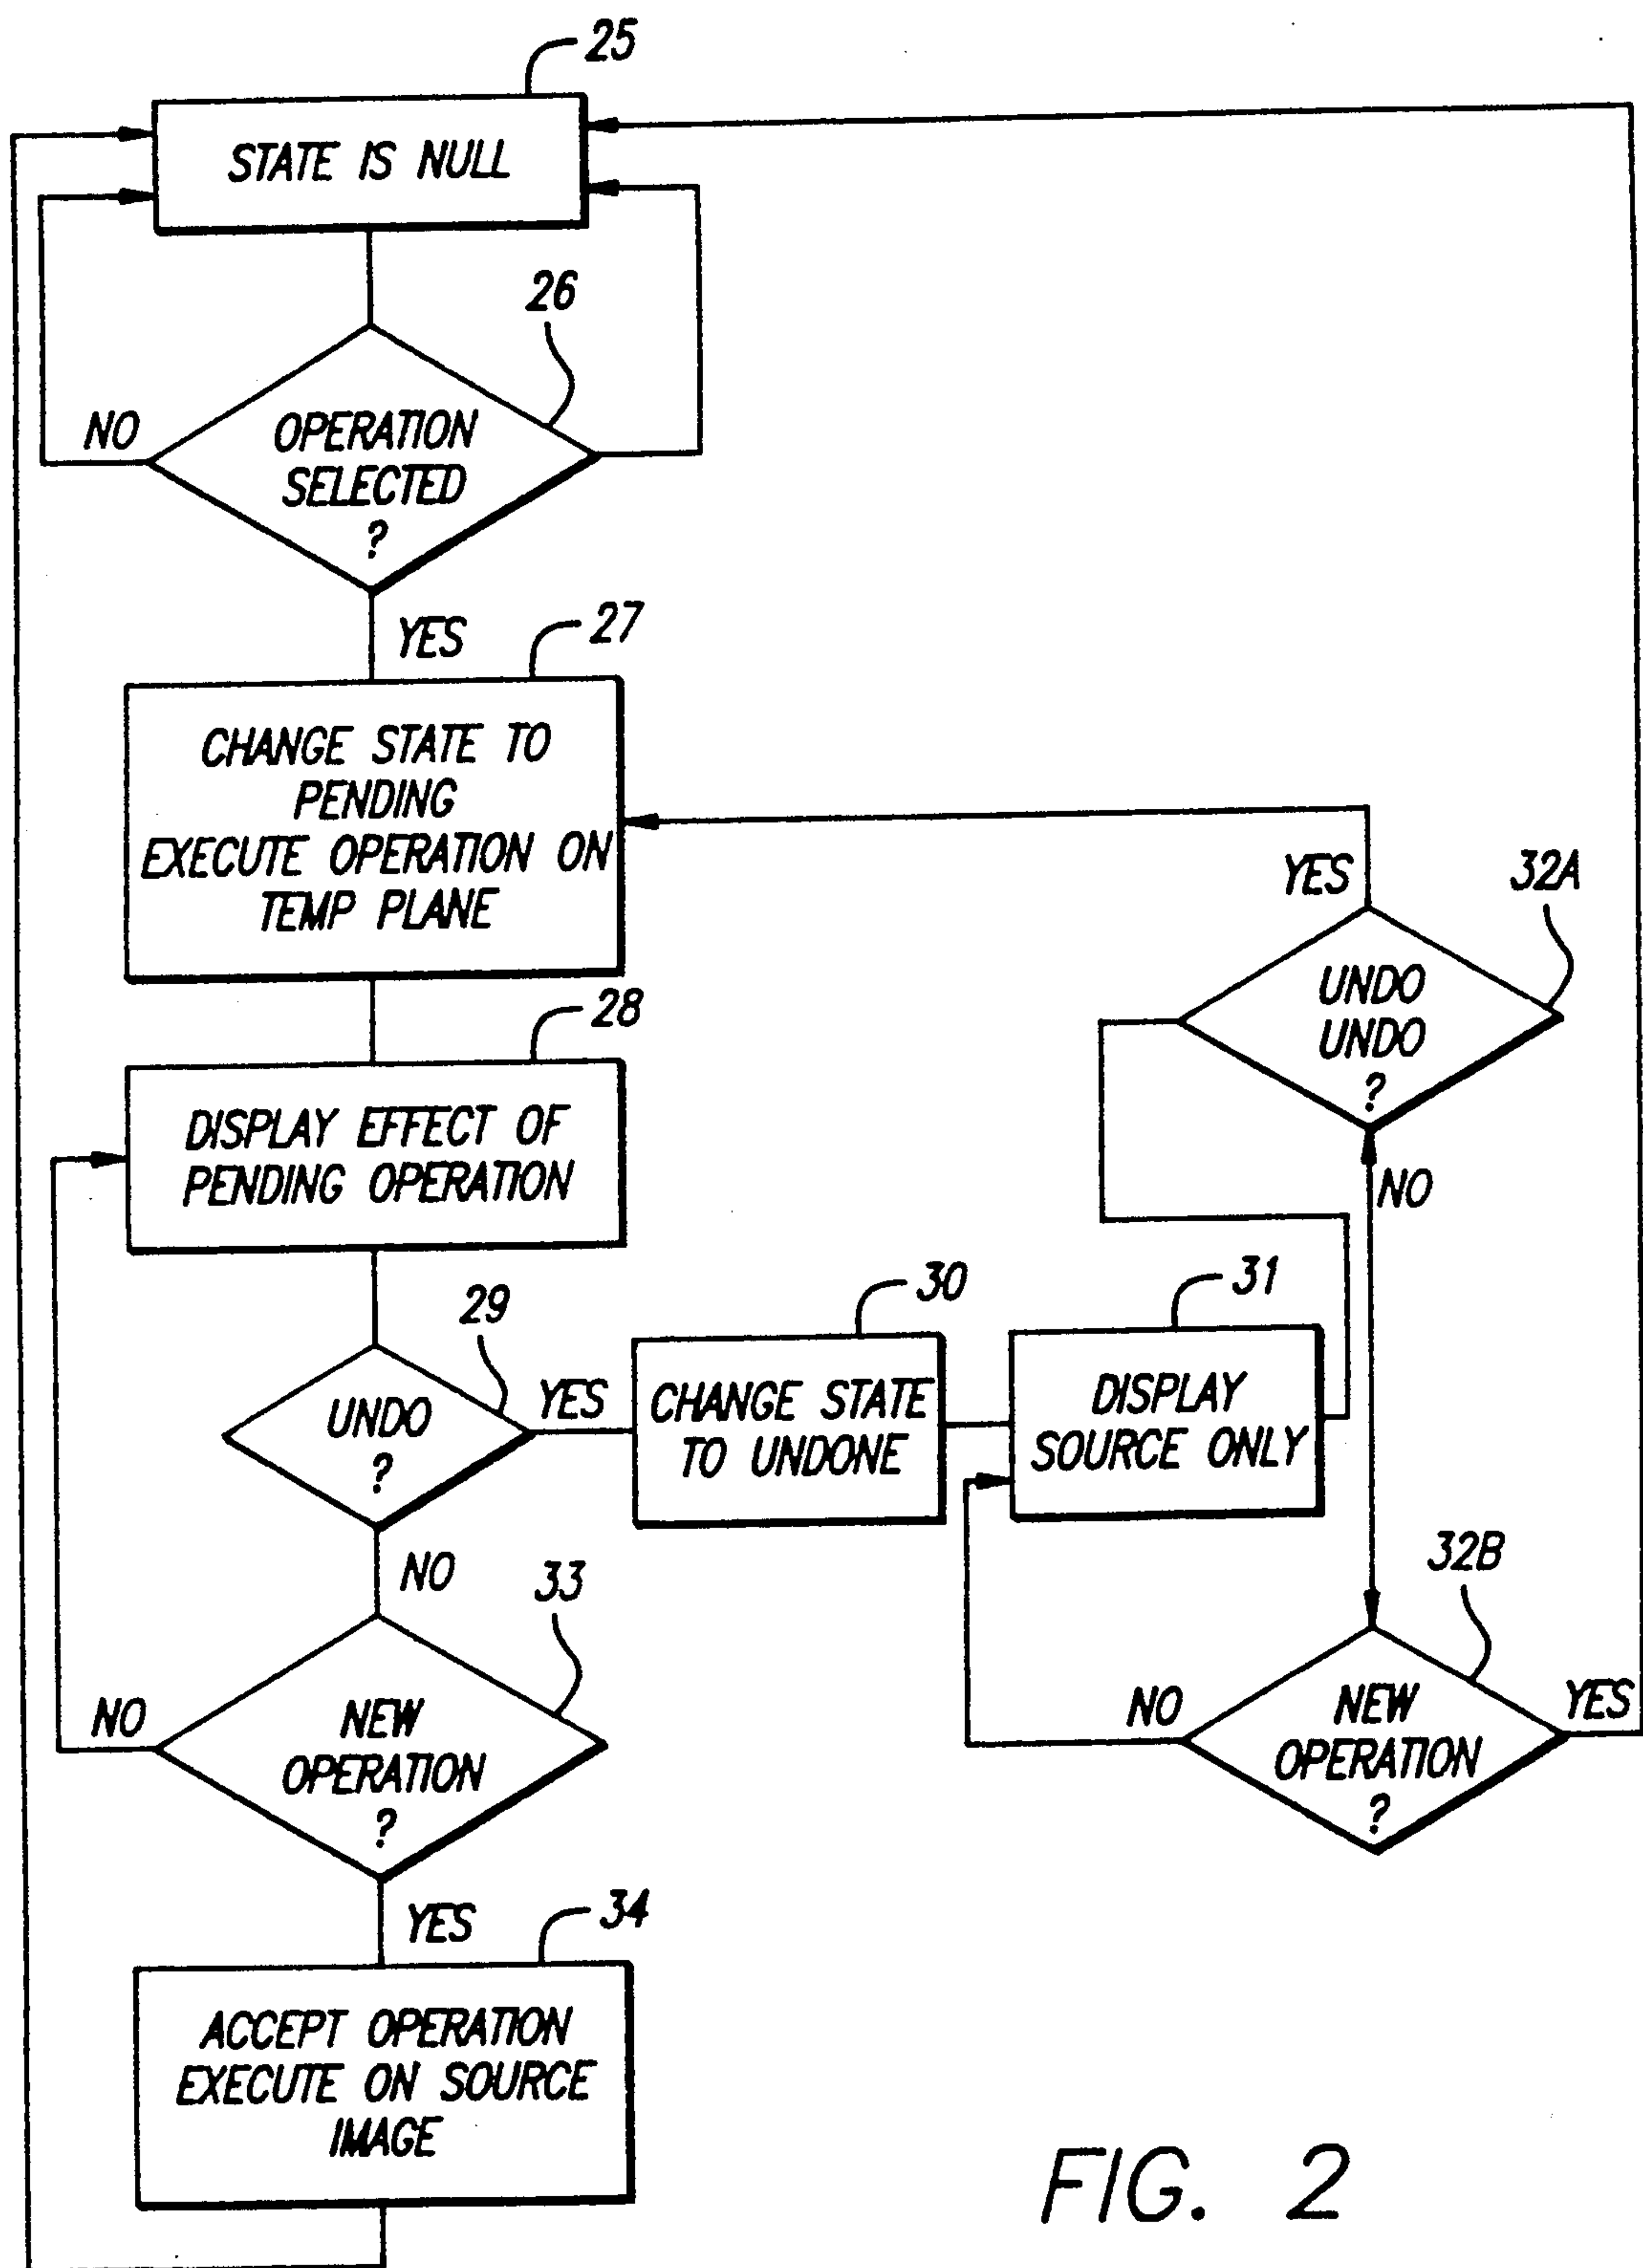 25
STATE IS NULL
26
NO
OPERATION
SELECTED
?
YES
27
CHANGE STATE TO
PENDING
EXECUTE OPERATION ON
TEMP PLANE
28
DISPLAY EFFECT OF
PENDING OPERATION
29
UNDO
?
YES
30
CHANGE STATE
TO UNDONE
31
DISPLAY
SOURCE ONLY
YES
32A
UNDO
UNDO
?
NO
32B
NO
NEW
OPERATION
?
YES
NO
33
NO
NEW
OPERATION
?
YES
34
ACCEPT OPERATION
EXECUTE ON SOURCE
IMAGE
FIG. 2